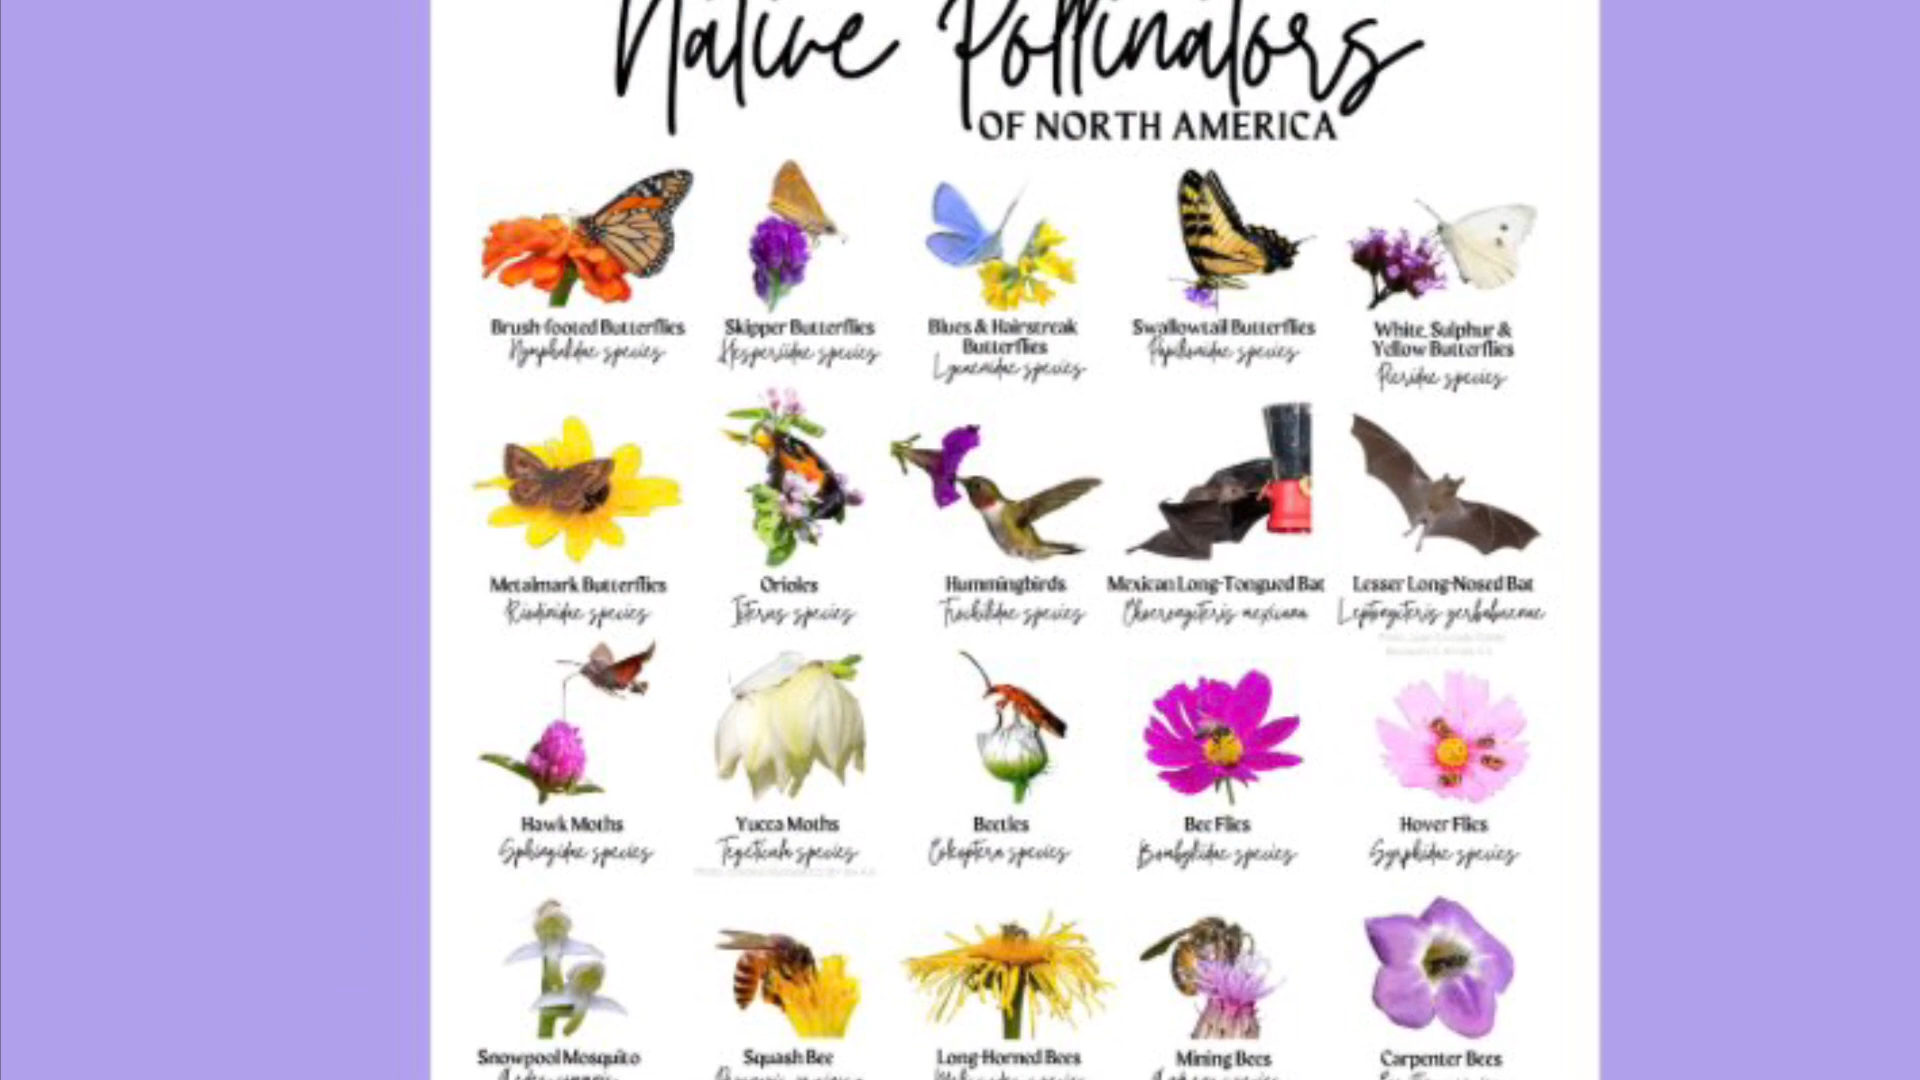 Native Pollinators
OF NORTH AMERICA
Brush-footed Butterflies
Nymphalidae species
Skipper Butterflies
Hesperiidae species
Blues & Hairstreak
Butterflies
Lycaenidae species
Swallowtail Butterflies
Papilionidae species
White, Sulphur &
Yellow Butterflies
Pieridae species
Metalmark Butterflies
Riodinidae species
Orioles
Icterus species
Hummingbirds
Trochilidae species
Mexican Long-Tongued Bat
Choeronycteris mexicana
Lesser Long-Nosed Bat
Leptonycteris yerbabuenae
Hawk Moths
Sphingidae species
Yucca Moths
Tegeticula species
Beetles
Coleoptera species
Bee Flies
Bombyliidae species
Hover Flies
Syrphidae species
Snowpool Mosquito
Squash Bee
Long-Horned Bees
Mining Bees
Carpenter Bees